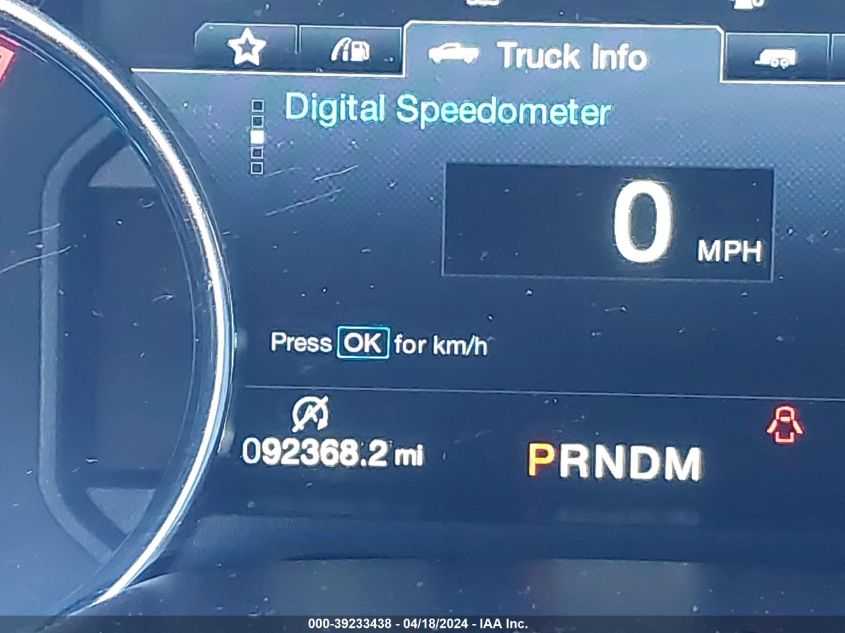 Truck Info
Digital Speedometer
0 MPH
Press OK for km/h
092368.2 mi
PRNDM
000-39233438 - 04/18/2024 - IAA Inc.